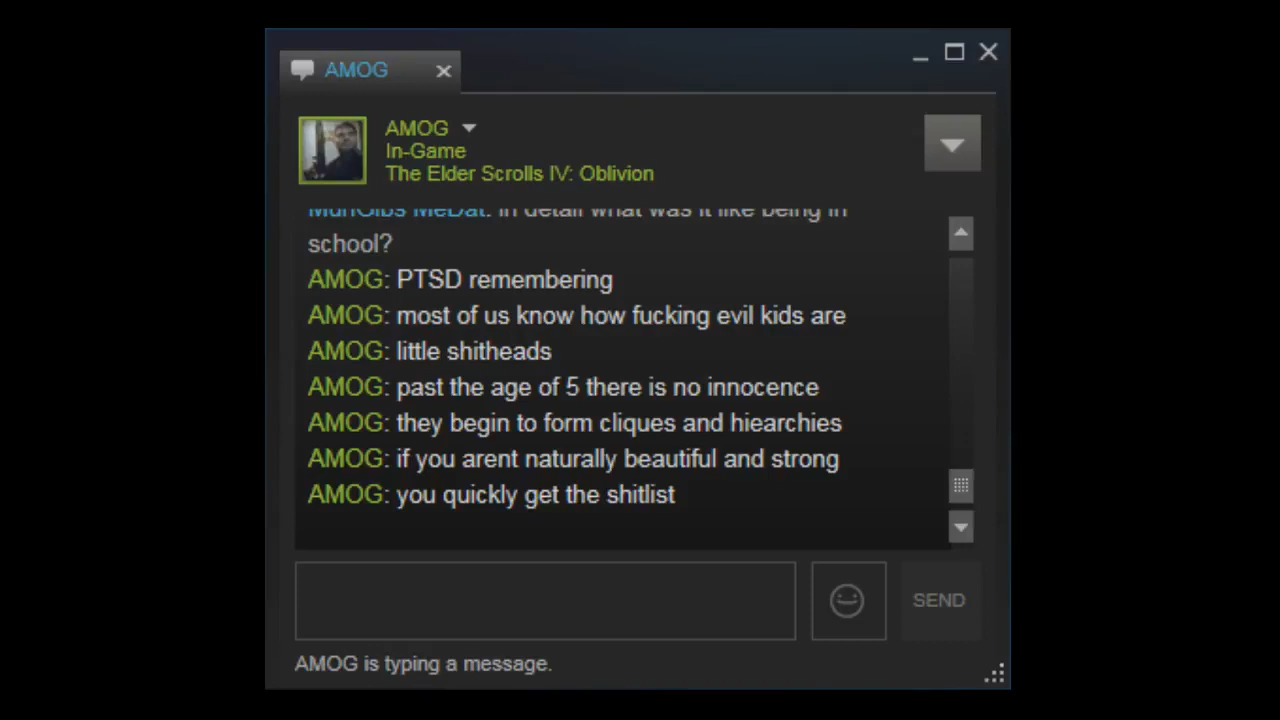 AMOG
AMOG
In-Game
The Elder Scrolls IV: Oblivion
MunGibs MeDat: In detail what was it like being in
school?
AMOG: PTSD remembering
AMOG: most of us know how fucking evil kids are
AMOG: little shitheads
AMOG: past the age of 5 there is no innocence
AMOG: they begin to form cliques and hiearchies
AMOG: if you arent naturally beautiful and strong
AMOG: you quickly get the shitlist
SEND
AMOG is typing a message.